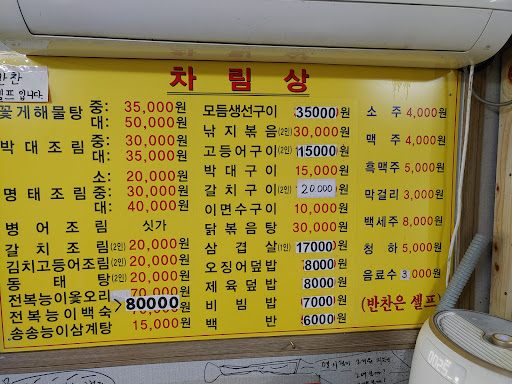 반찬
셀프 입니다.
차림상
꽃게해물탕 중: 35,000원
대: 50,000원
박대조림 중: 30,000원
대: 35,000원
소: 20,000원
명태조림 중: 30,000원
대: 40,000원
병어조림 싯가
갈치조림(2인) 20,000원
김치고등어조림(2인) 20,000원
동태탕(2인) 20,000원
전복능이옻오리
전복능이백숙 80000
송송능이삼계탕 15,000원
모듬생선구이 35000원
낙지볶음(2인) 30,000원
고등어구이 15000원
박대구이 15,000원
갈치구이 20.000원
이면수구이 10,000원
닭볶음탕 30,000원
삼겹살(1인) 17000원
오징어덮밥 8000원
제육덮밥 8000원
비빔밥 7000원
백반 6000원
소주 4,000원
맥주 4,000원
흑맥주 5,000원
막걸리 3,000원
백세주 8,000원
청하 5,000원
음료수 3,000원
(반찬은 셀프)